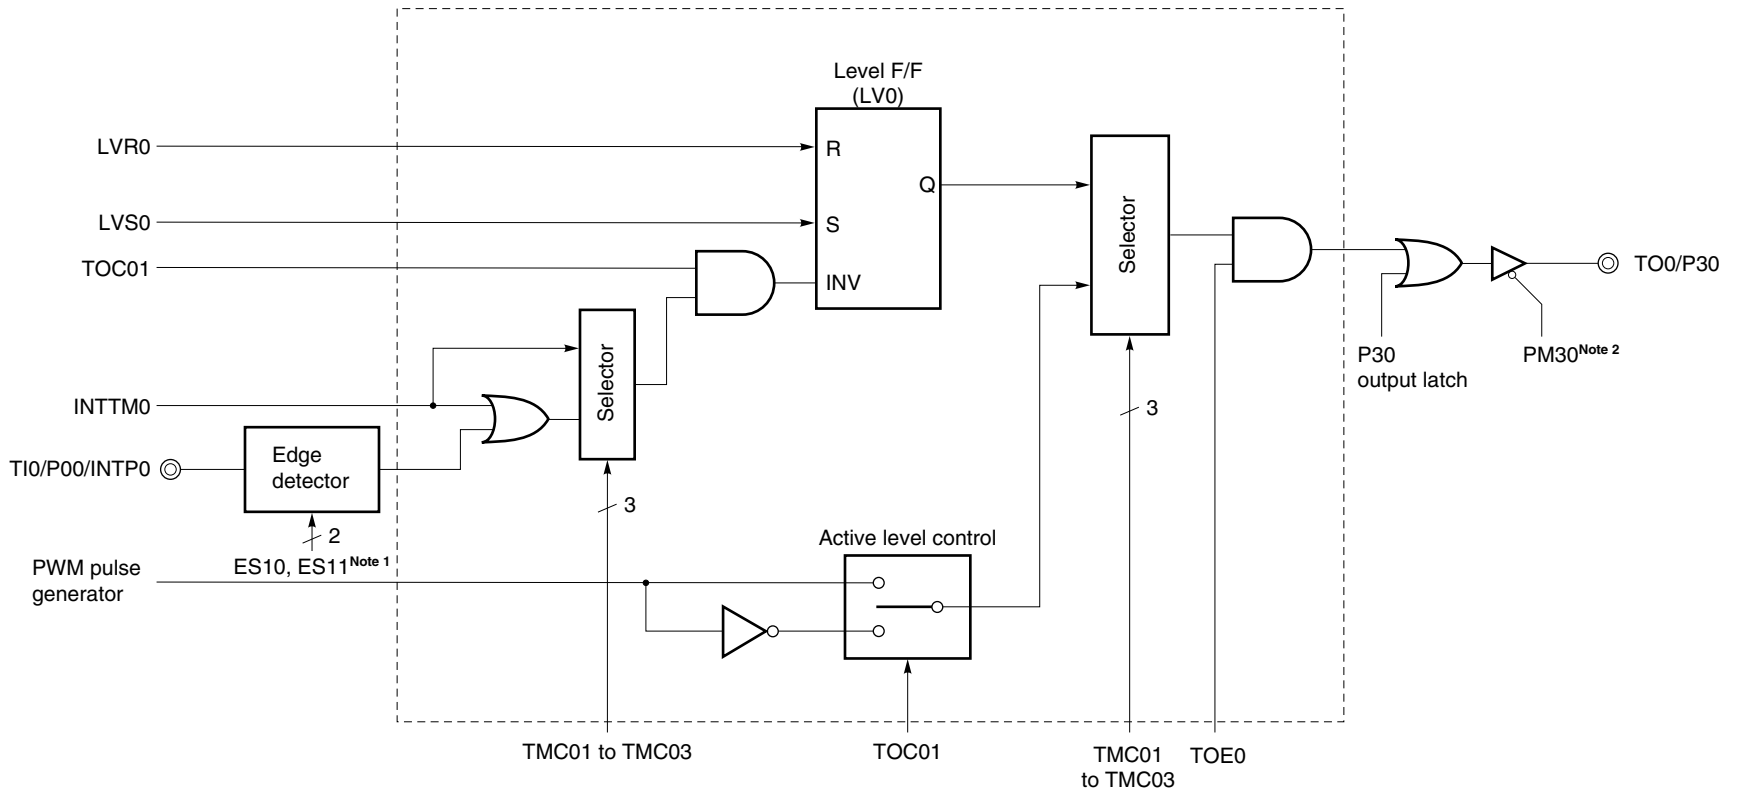 Level F/F
(LV0)
LVR0
R
Q
LVS0
S
TOC01
INV
Selector
Selector
TO0/P30
P30
output latch
PM30Note 2
INTTM0
3
TI0/P00/INTP0
Edge
detector
3
2
ES10, ES11Note 1
Active level control
PWM pulse
generator
TMC01 to TMC03
TOC01
TMC01
to TMC03
TOE0